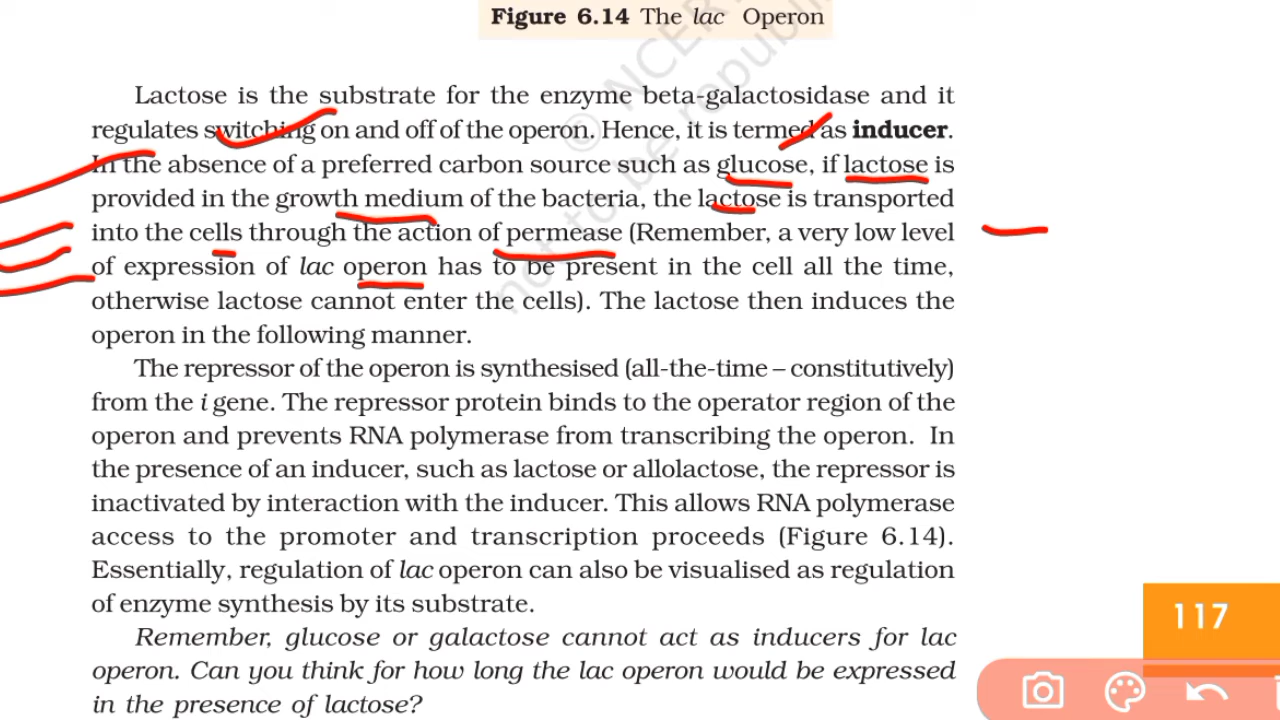 Figure 6.14 The lac Operon
Lactose is the substrate for the enzyme beta-galactosidase and it
regulates switching on and off of the operon. Hence, it is termed as inducer.
In the absence of a preferred carbon source such as glucose, if lactose is
provided in the growth medium of the bacteria, the lactose is transported
into the cells through the action of permease (Remember, a very low level
of expression of lac operon has to be present in the cell all the time,
otherwise lactose cannot enter the cells). The lactose then induces the
operon in the following manner.
The repressor of the operon is synthesised (all-the-time – constitutively)
from the i gene. The repressor protein binds to the operator region of the
operon and prevents RNA polymerase from transcribing the operon. In
the presence of an inducer, such as lactose or allolactose, the repressor is
inactivated by interaction with the inducer. This allows RNA polymerase
access to the promoter and transcription proceeds (Figure 6.14).
Essentially, regulation of lac operon can also be visualised as regulation
of enzyme synthesis by its substrate.
Remember, glucose or galactose cannot act as inducers for lac
operon. Can you think for how long the lac operon would be expressed
in the presence of lactose?
117
© NCERT
not to be republi